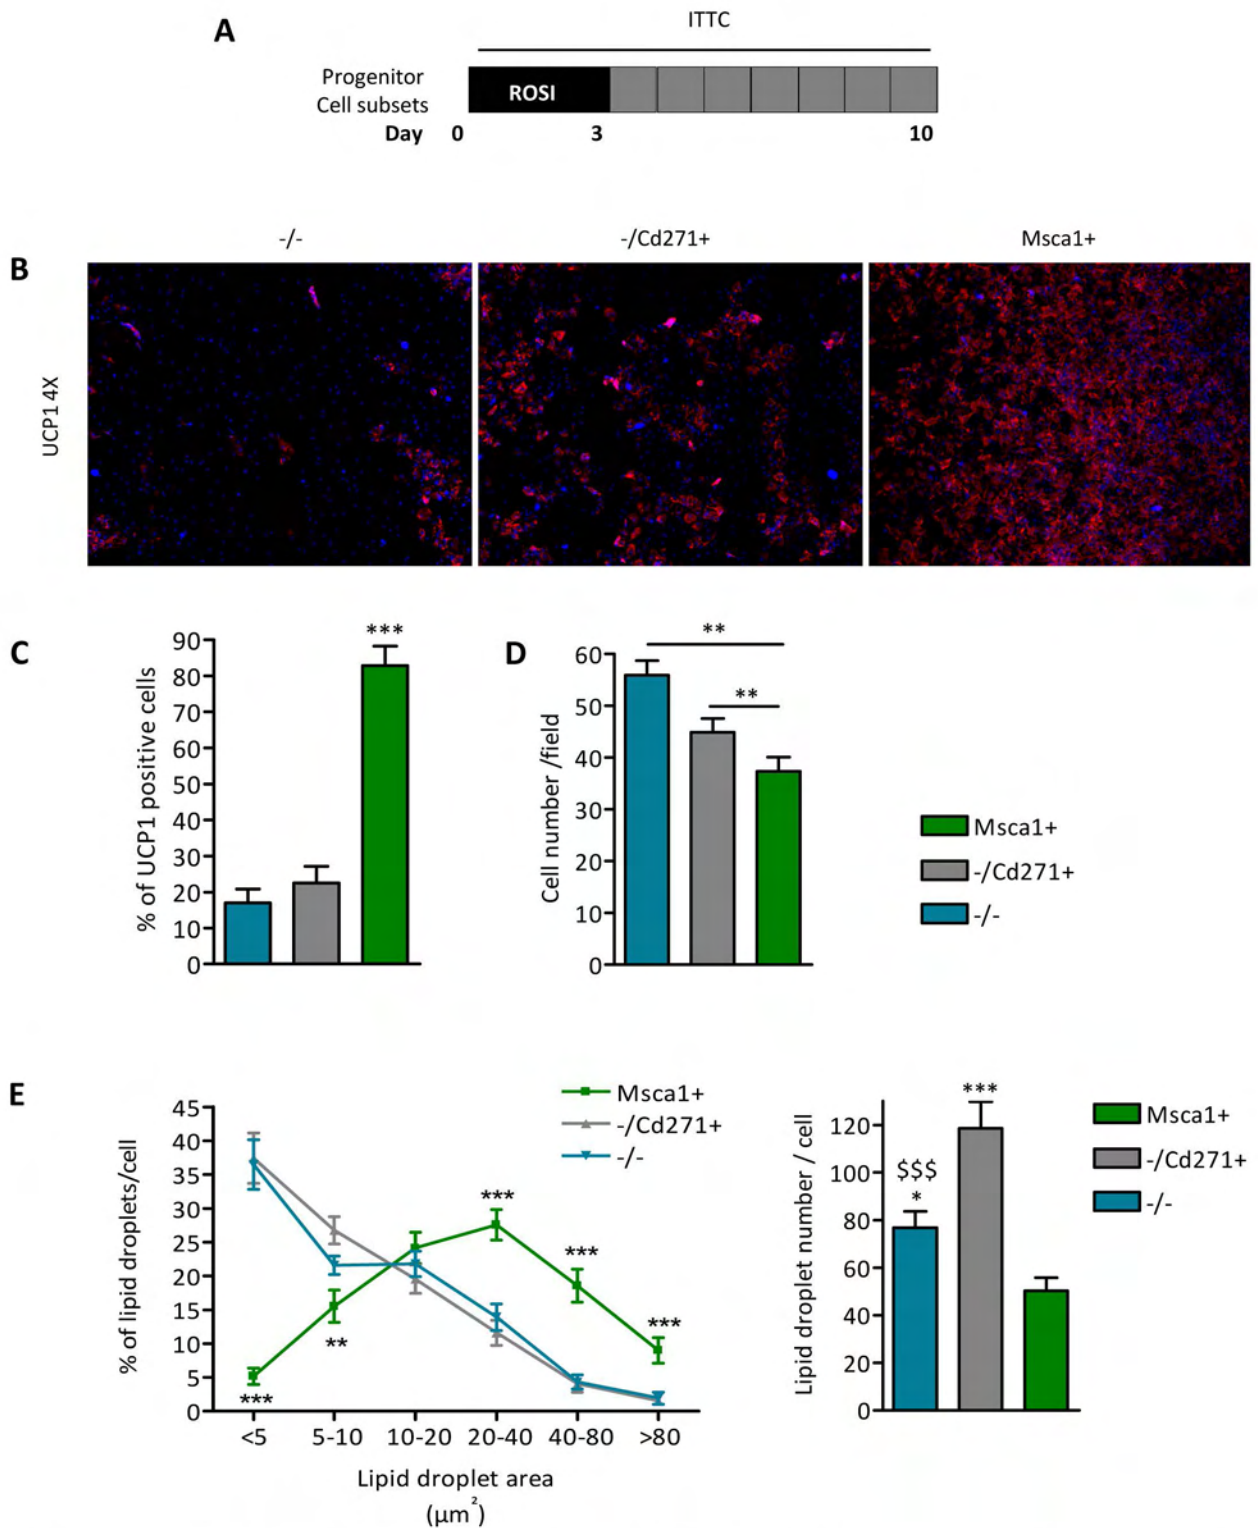 A
ITTC
Progenitor
Cell subsets
ROSI
Day 0 3 10
-/- -/Cd271+ Msca1+
B
UCP1 4X
C
% of UCP1 positive cells
90
80
70
60
50
40
30
20
10
0
***
D
Cell number /field
60
50
40
30
20
10
0
**
**
Msca1+
-/Cd271+
-/-
E
% of lipid droplets/cell
45
40
35
30
25
20
15
10
5
0
Msca1+
-/Cd271+
-/-
***
**
***
***
***
<5 5-10 10-20 20-40 40-80 >80
Lipid droplet area
(µm²)
Lipid droplet number / cell
120
100
80
60
40
20
0
***
$$$
*
Msca1+
-/Cd271+
-/-